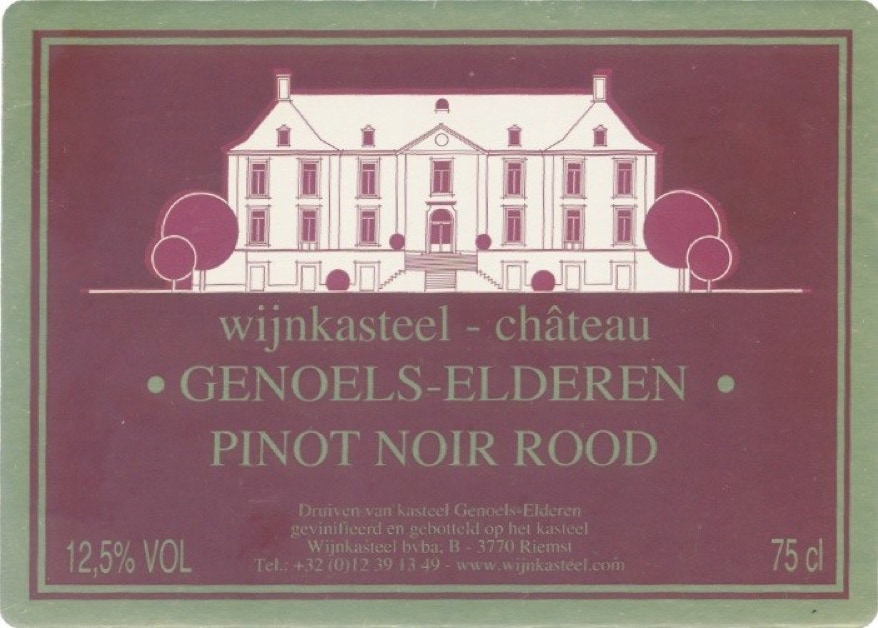 wijnkasteel - château
• GENOELS-ELDEREN •
PINOT NOIR ROOD
Druiven van kasteel Genoels-Elderen
gevinifieerd en gebotteld op het kasteel
Wijnkasteel bvba, B - 3770 Riemst
Tel.: +32 (0)12 39 13 49 - www.wijnkasteel.com
12,5% VOL
75 cl